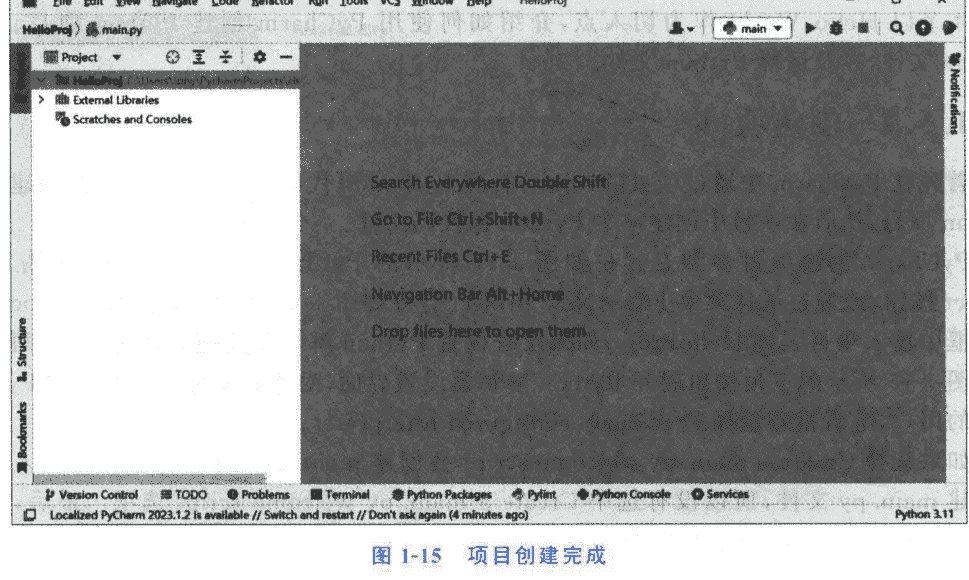 File Edit View Navigate Code Refactor Run Tools VCS Window Help HelloProj
HelloProj 〉 main.py
main
Project
HelloProj
External Libraries
Scratches and Consoles
Notifications
Search Everywhere Double Shift
Go to File Ctrl+Shift+N
Recent Files Ctrl+E
Navigation Bar Alt+Home
Drop files here to open them
Structure
Bookmarks
Version Control TODO Problems Terminal Python Packages Pylint Python Console Services
Localized PyCharm 2023.1.2 is available // Switch and restart // Don't ask again (4 minutes ago) Python 3.11
图 1-15 项目创建完成